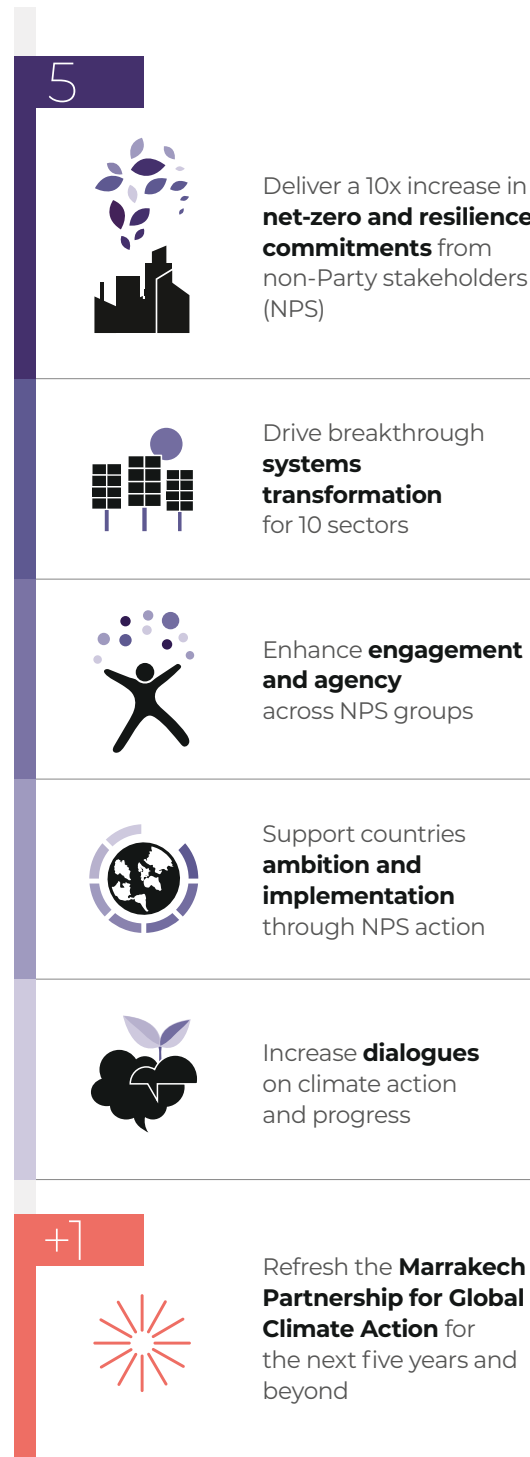 5
Deliver a 10x increase in
net-zero and resilience
commitments from
non-Party stakeholders
(NPS)
Drive breakthrough
systems
transformation
for 10 sectors
Enhance engagement
and agency
across NPS groups
Support countries
ambition and
implementation
through NPS action
Increase dialogues
on climate action
and progress
+1
Refresh the Marrakech
Partnership for Global
Climate Action for
the next five years and
beyond